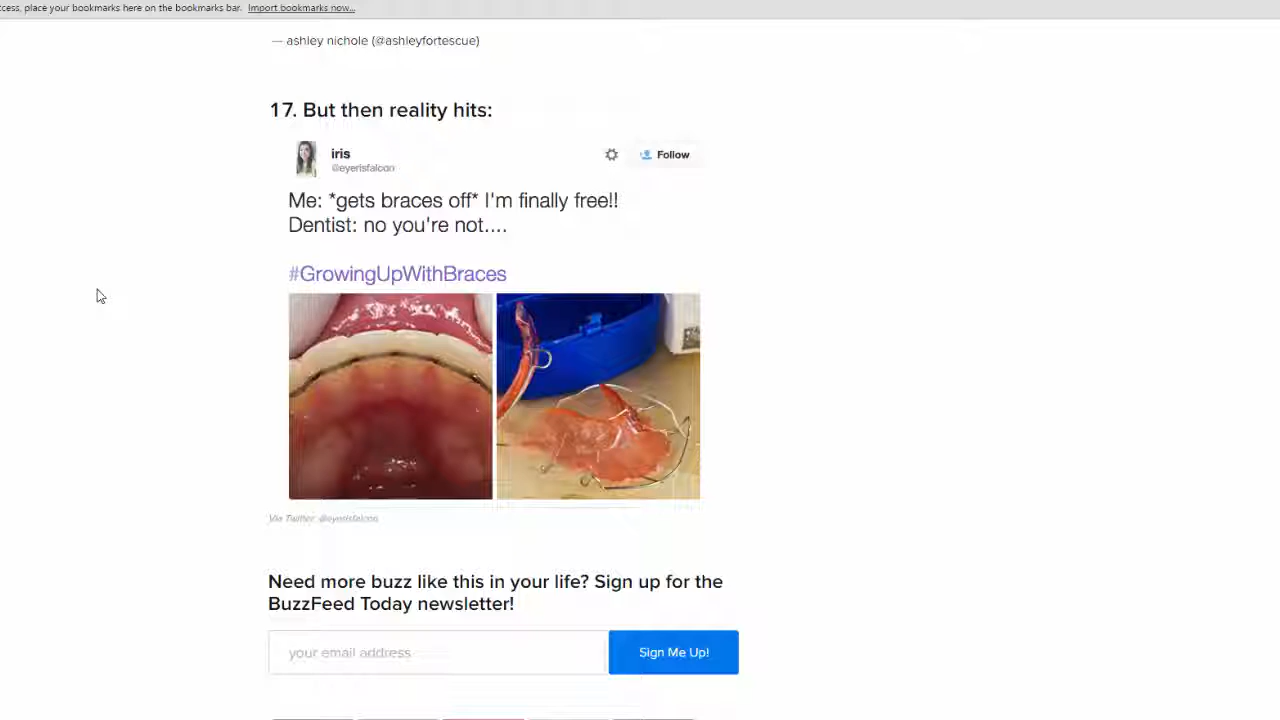 cess, place your bookmarks here on the bookmarks bar. Import bookmarks now...
— ashley nichole (@ashleyfortescue)
17. But then reality hits:
iris
@eyerisfalcon
Follow
Me: *gets braces off* I'm finally free!!
Dentist: no you're not....
#GrowingUpWithBraces
Via Twitter: @eyerisfalcon
Need more buzz like this in your life? Sign up for the
BuzzFeed Today newsletter!
your email address
Sign Me Up!